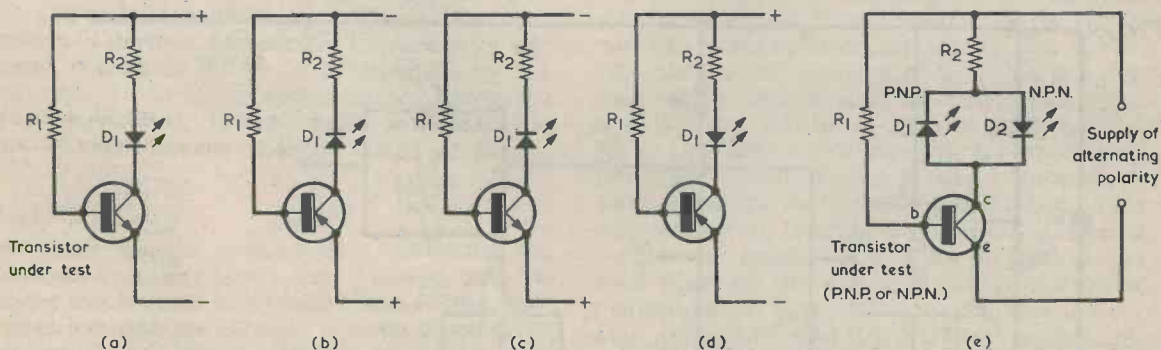 +
R2
R1
D1
Transistor
under test
−
(a)
−
R2
R1
D1
+
(b)
−
R2
R1
D1
+
(c)
+
R2
R1
D1
−
(d)
R2
P.N.P.
N.P.N.
R1
D1
D2
Supply of
alternating
polarity
b
c
e
Transistor
under test
(P.N.P. or N.P.N.)
(e)